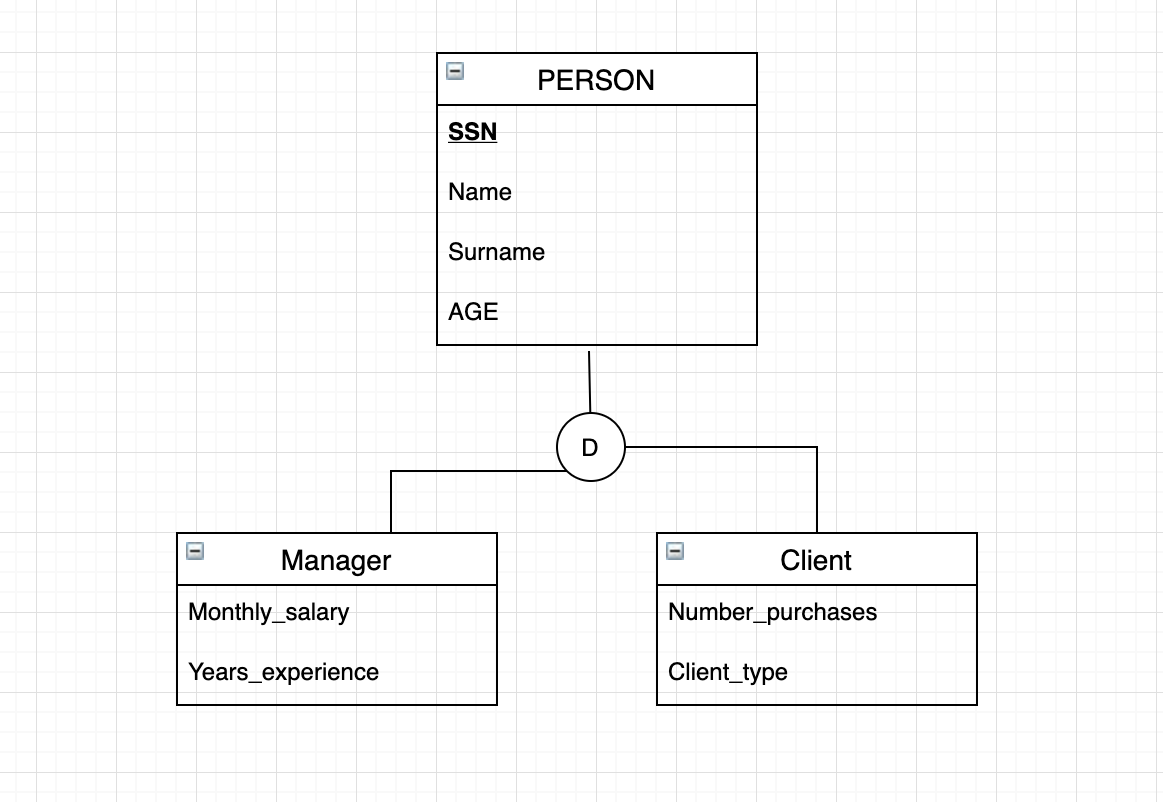 PERSON
SSN
Name
Surname
AGE
D
Manager
Monthly_salary
Years_experience
Client
Number_purchases
Client_type